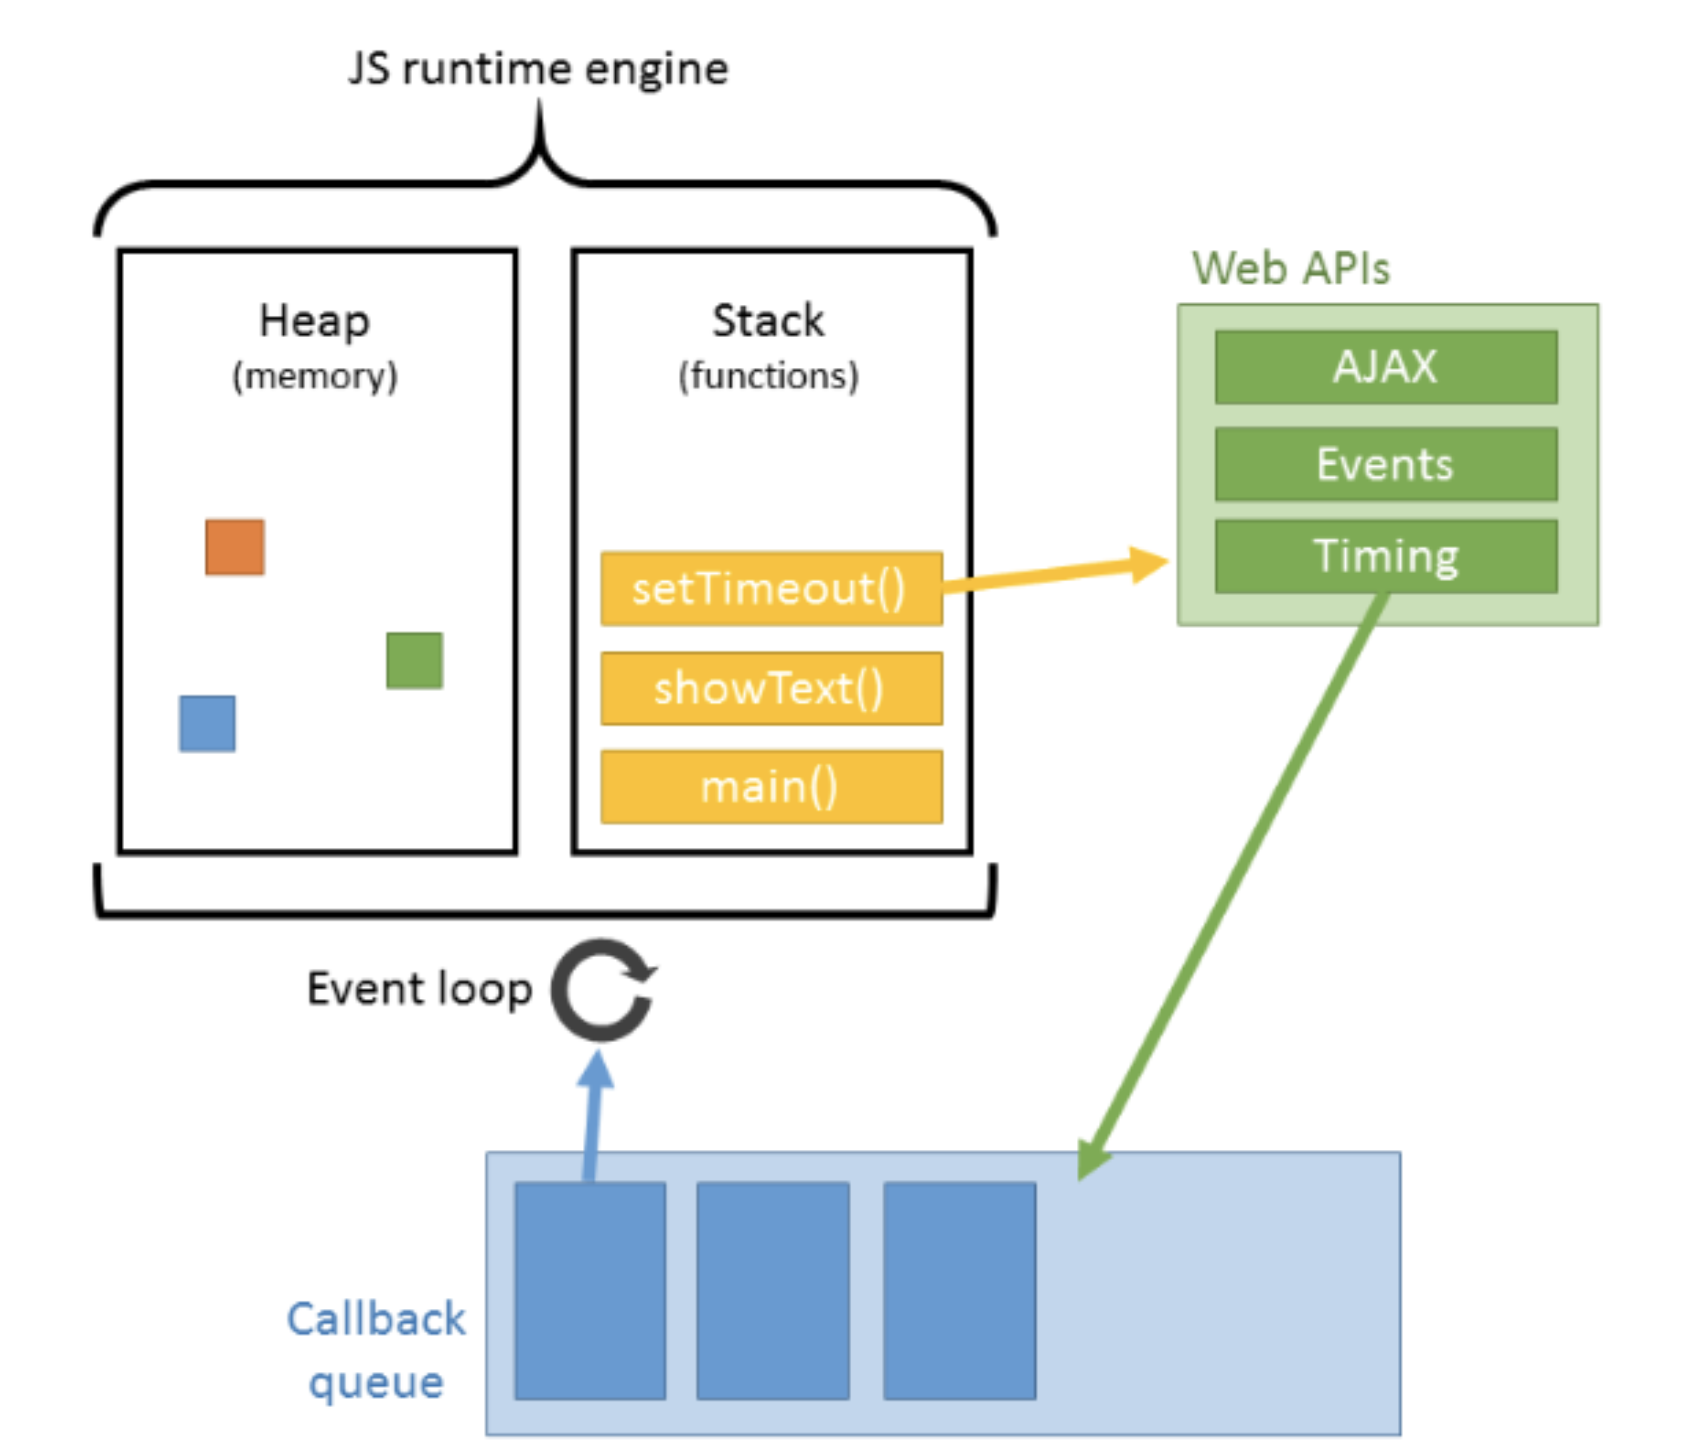 JS runtime engine
Heap
(memory)
Stack
(functions)
setTimeout()
showText()
main()
Web APIs
AJAX
Events
Timing
Event loop
Callback
queue